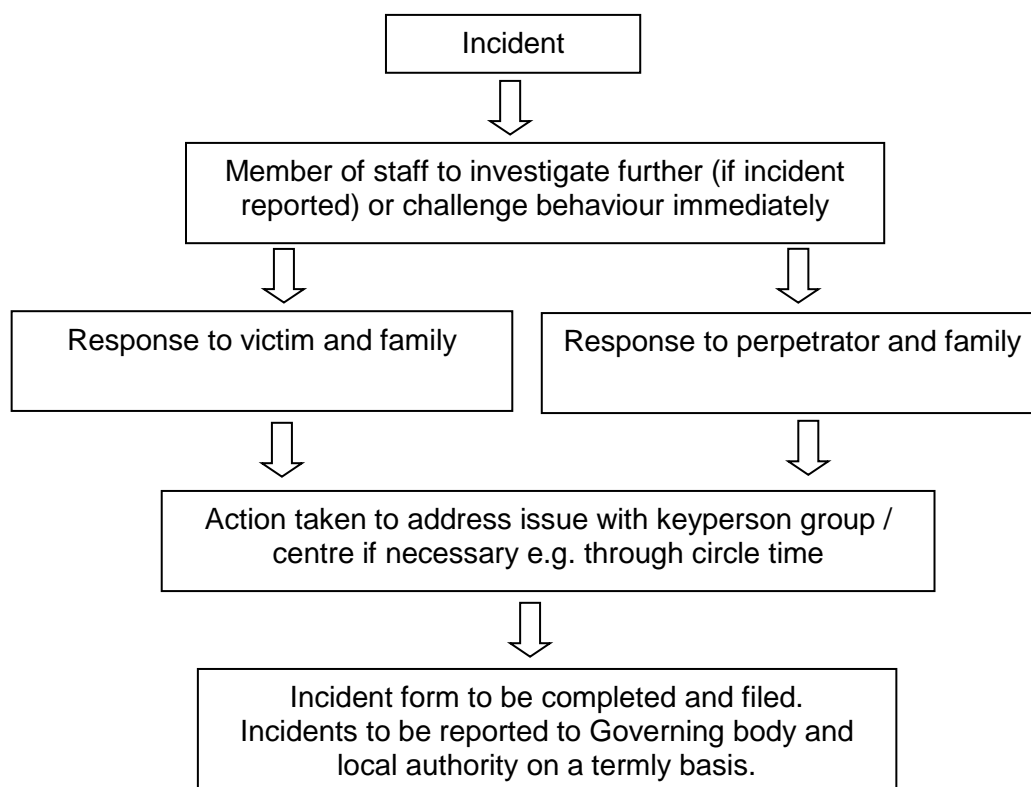 Incident
Member of staff to investigate further (if incident
reported) or challenge behaviour immediately
Response to victim and family
Response to perpetrator and family
Action taken to address issue with keyperson group /
centre if necessary e.g. through circle time
Incident form to be completed and filed.
Incidents to be reported to Governing body and
local authority on a termly basis.